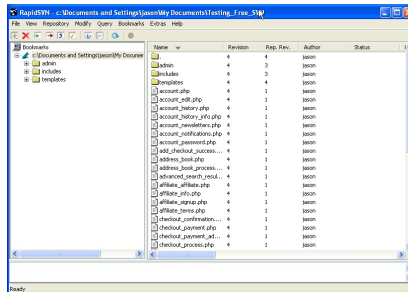 RapidSVN - c:\Documents and Settings\jason\My Documents\Testing_Free_S
File View Repository Modify Query Bookmarks Extras Help
Bookmarks
c:\Documents and Settings\jason\My Documer
admin
includes
templates
Name Revision Rep. Rev. Author Status
. 4 4 jason
admin 4 3 jason
includes 4 3 jason
templates 4 4 jason
account.php 4 1 jason
account_edit.php 4 1 jason
account_history.php 4 1 jason
account_history_info.php 4 1 jason
account_newsletters.php 4 1 jason
account_notifications.php 4 1 jason
account_password.php 4 1 jason
add_checkout_success.... 4 1 jason
address_book.php 4 1 jason
address_book_process.... 4 1 jason
advanced_search_resul... 4 1 jason
affiliate_affiliate.php 4 1 jason
affiliate_info.php 4 1 jason
affiliate_signup.php 4 1 jason
affiliate_terms.php 4 1 jason
checkout_confirmation.... 4 1 jason
checkout_payment.php 4 1 jason
checkout_payment_ad... 4 1 jason
checkout_process.php 4 1 jason
Ready